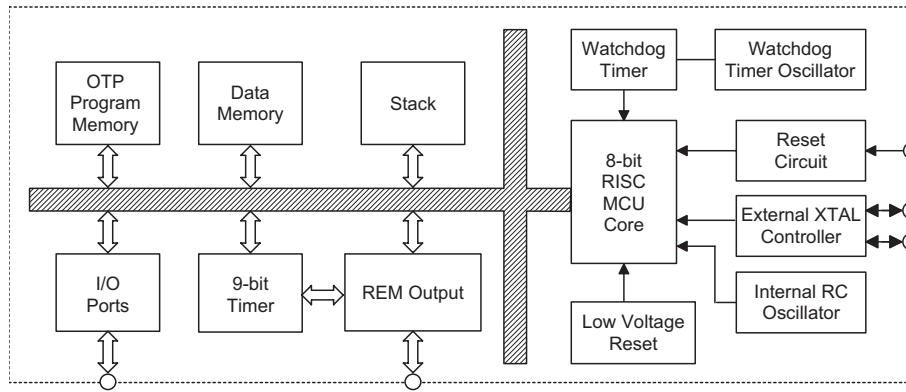 OTP
Program
Memory
Data
Memory
Stack
Watchdog
Timer
Watchdog
Timer Oscillator
8-bit
RISC
MCU
Core
Reset
Circuit
External XTAL
Controller
I/O
Ports
9-bit
Timer
REM Output
Low Voltage
Reset
Internal RC
Oscillator